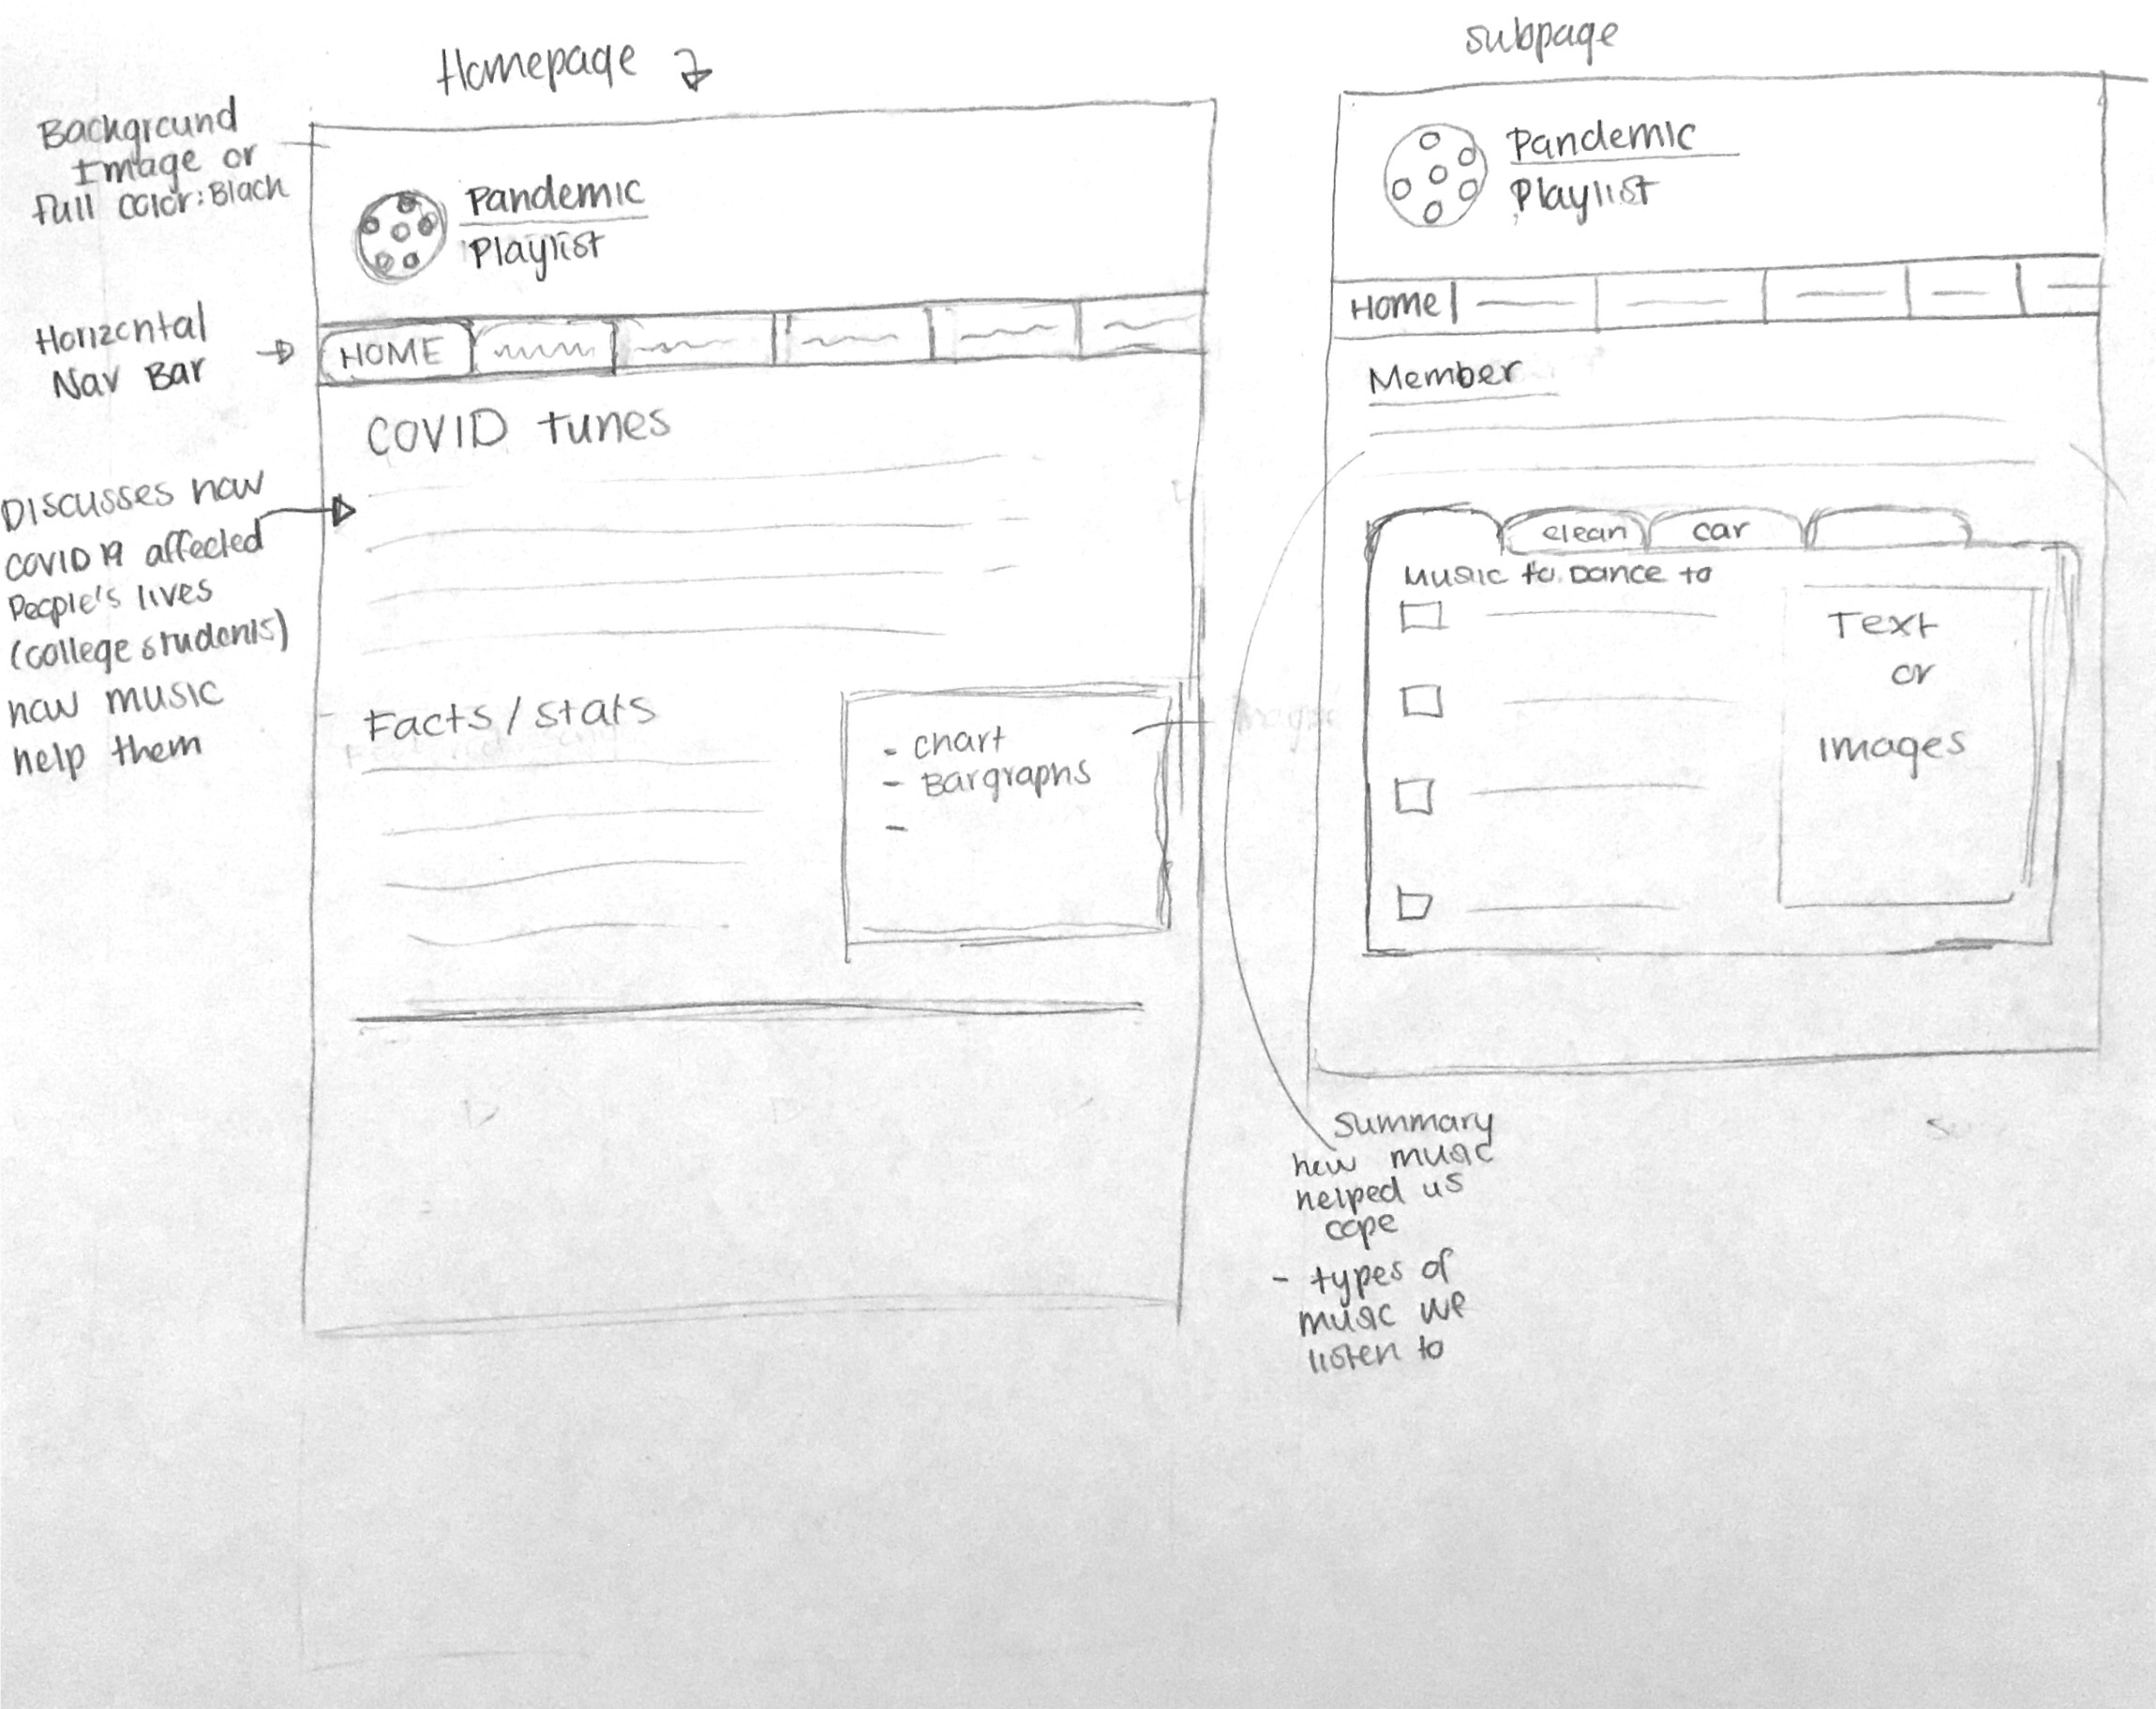 Homepage
Background
Image or
full color: Black
Pandemic
Playlist
Horizontal
Nav Bar
HOME
COVID tunes
Discusses how
COVID 19 affected
People's lives
(college students)
how music
help them
Facts/stats
- chart
- Bargraphs
-
subpage
Pandemic
Playlist
Home
Member
clean
car
Music to Dance to
Text
or
images
summary
how music
helped us
cope
- types of
music we
listen to